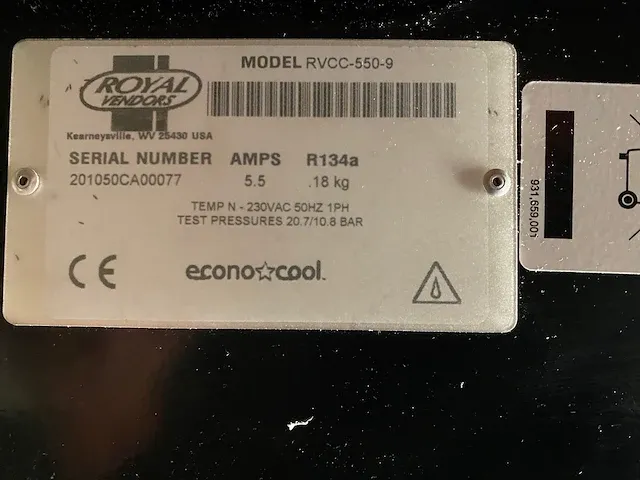 ROYAL
VENDORS
MODEL RVCC-550-9
Kearneysville, WV 25430 USA
SERIAL NUMBER AMPS R134a
201050CA00077 5.5 .18 kg
TEMP N - 230VAC 50HZ 1PH
TEST PRESSURES 20.7/10.8 BAR
CE
econo☆cool.
931,659,001